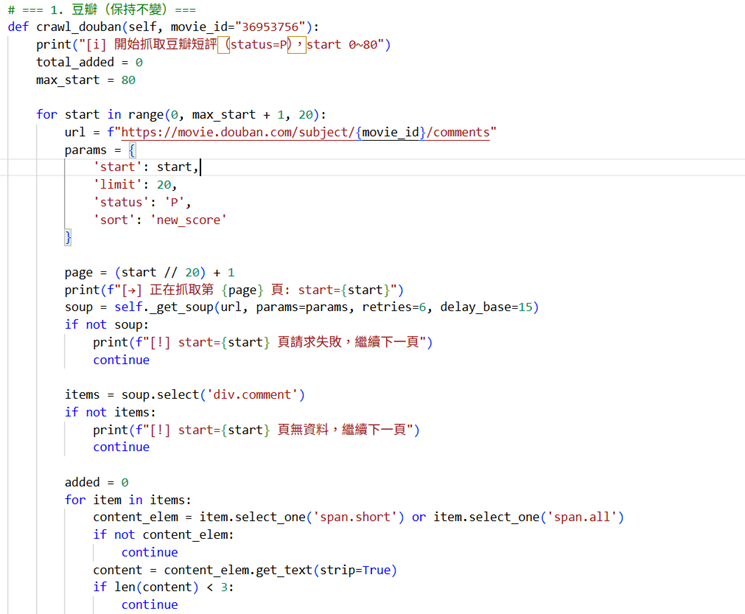 # === 1. 豆瓣（保持不變）===
def crawl_douban(self, movie_id="36953756"):
    print("[i] 開始抓取豆瓣短評（status=P），start 0~80")
    total_added = 0
    max_start = 80

    for start in range(0, max_start + 1, 20):
        url = f"https://movie.douban.com/subject/{movie_id}/comments"
        params = {
            'start': start,
            'limit': 20,
            'status': 'P',
            'sort': 'new_score'
        }

        page = (start // 20) + 1
        print(f"[→] 正在抓取第 {page} 頁: start={start}")
        soup = self._get_soup(url, params=params, retries=6, delay_base=15)
        if not soup:
            print(f"[!] start={start} 頁請求失敗，繼續下一頁")
            continue

        items = soup.select('div.comment')
        if not items:
            print(f"[!] start={start} 頁無資料，繼續下一頁")
            continue

        added = 0
        for item in items:
            content_elem = item.select_one('span.short') or item.select_one('span.all')
            if not content_elem:
                continue
            content = content_elem.get_text(strip=True)
            if len(content) < 3:
                continue